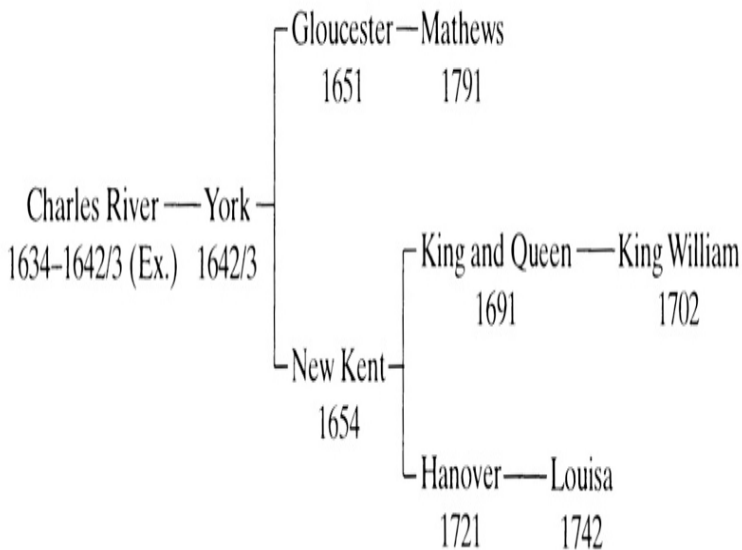 Gloucester Mathews
1651 1791
Charles River York
1634–1642/3 (Ex.) 1642/3
King and Queen King William
1691 1702
New Kent
1654
Hanover Louisa
1721 1742